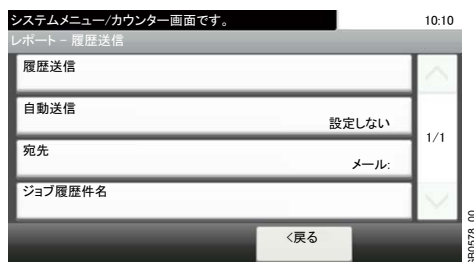 システムメニュー/カウンター画面です。
10:10
レポート - 履歴送信
履歴送信
自動送信
設定しない
1/1
宛先
メール:
ジョブ履歴件名
<戻る